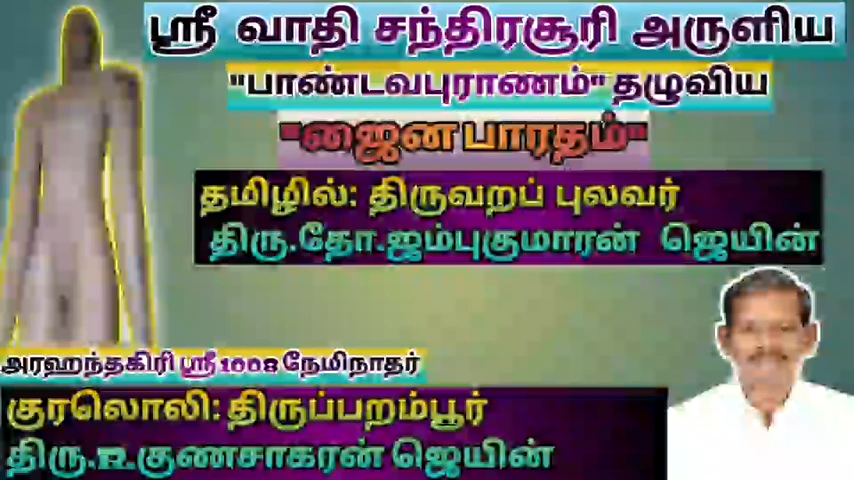 ஸ்ரீ வாதி சந்திரசூரி அருளிய
"பாண்டவபுராணம்" தழுவிய
"ஜைன பாரதம்"
தமிழில்: திருவறப் புலவர்
திரு.தோ.ஜம்புகுமாரன் ஜெயின்
அரஹந்தகிரி ஸ்ரீ 1008 நேமிநாதர்
குரலொலி: திருப்பறம்பூர்
திரு.R.குணசாகரன் ஜெயின்